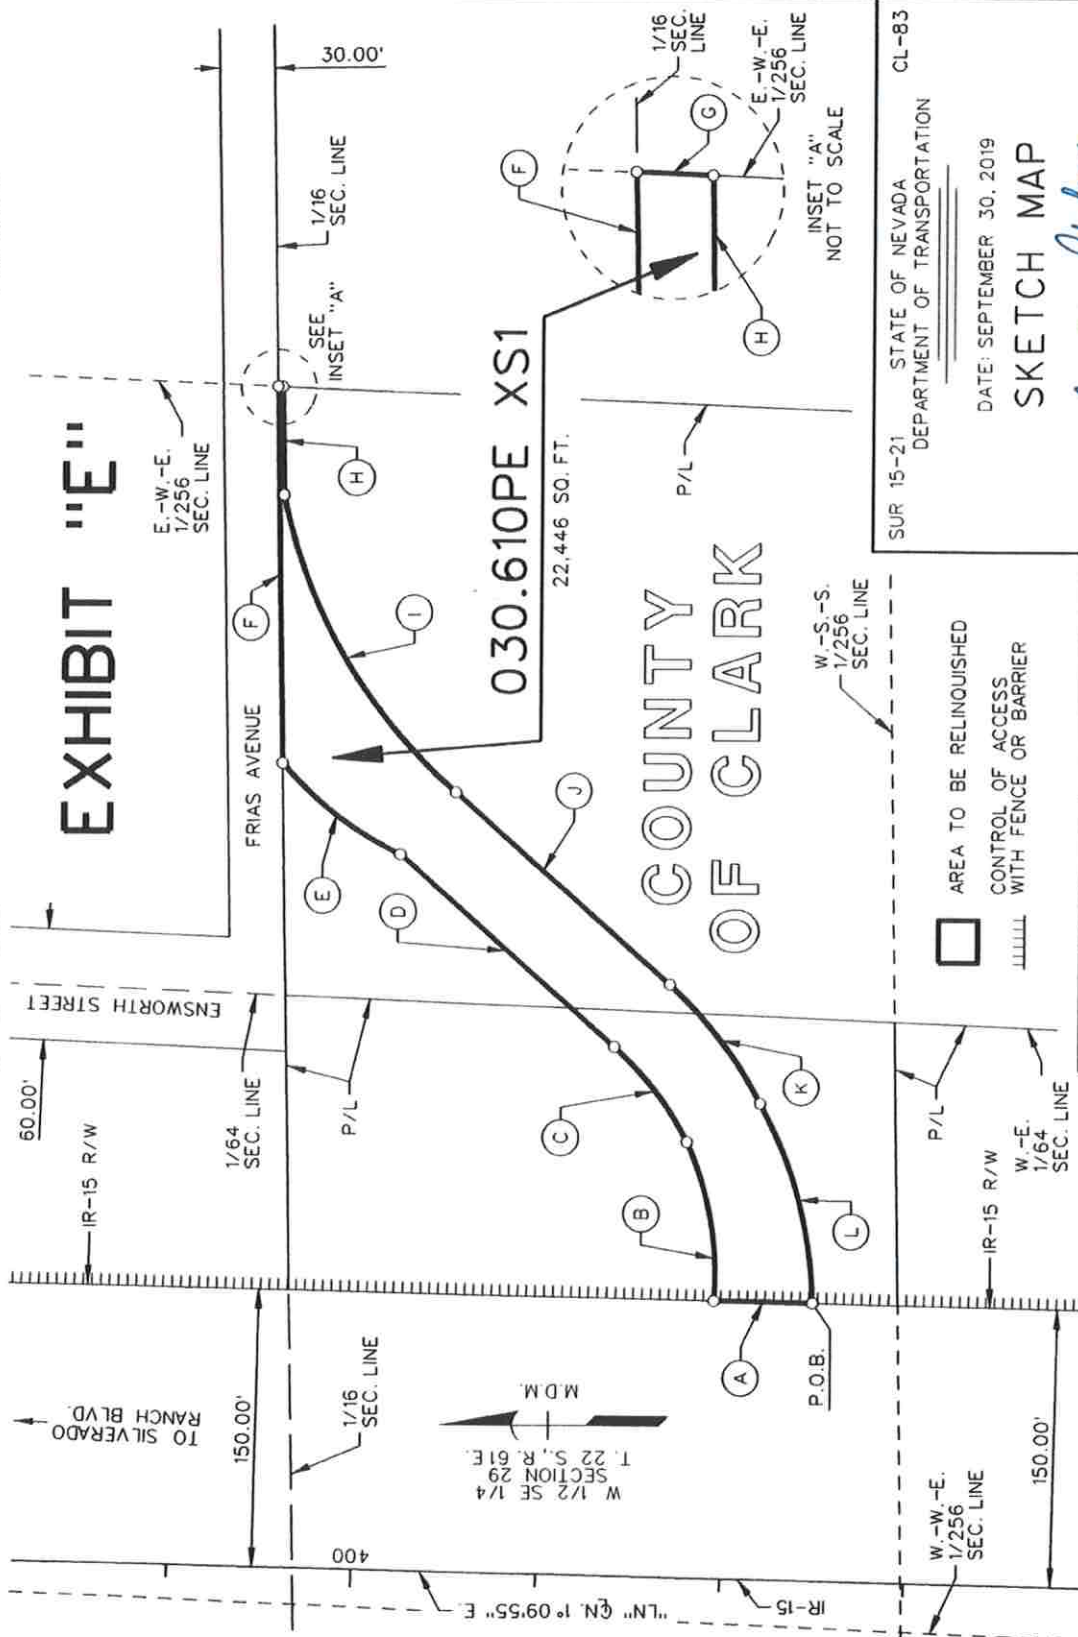 EXHIBIT "E"
30.00'
1/16
SEC. LINE
E.-W.-E.
1/256
SEC. LINE
SEE
INSET "A"
FRIAS AVENUE
F
H
E
I
D
J
C
K
B
L
A
P.O.B.
030.610PE XS1
22,446 SQ. FT.
F
G
H
1/16
SEC.
LINE
E.-W.-E.
1/256
SEC. LINE
INSET "A"
NOT TO SCALE
P/L
COUNTY
OF CLARK
W.-S.-S.
1/256
SEC. LINE
ENSWORTH STREET
60.00'
1/64
SEC. LINE
P/L
IR-15 R/W
P/L
W.-E.
1/64
SEC. LINE
IR-15 R/W
TO SILVERADO
RANCH BLVD.
150.00'
1/16
SEC. LINE
M.D.M.
W 1/2 SE 1/4
SECTION 29
T. 22 S., R. 61E.
400
"LN" ℄ N. 1° 09'55" E.
IR-15
W.-W.-E.
1/256
SEC. LINE
150.00'
AREA TO BE RELINQUISHED
CONTROL OF ACCESS
WITH FENCE OR BARRIER
SUR 15-21
STATE OF NEVADA
CL-83
DEPARTMENT OF TRANSPORTATION
DATE: SEPTEMBER 30, 2019
SKETCH MAP